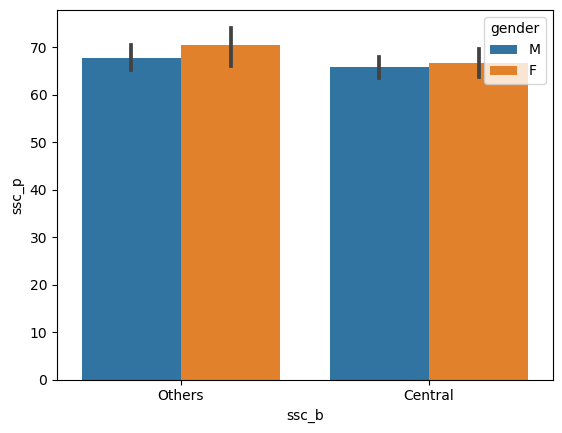 gender
M
F
70
60
50
40
30
20
10
0
ssc_p
Others Central
ssc_b